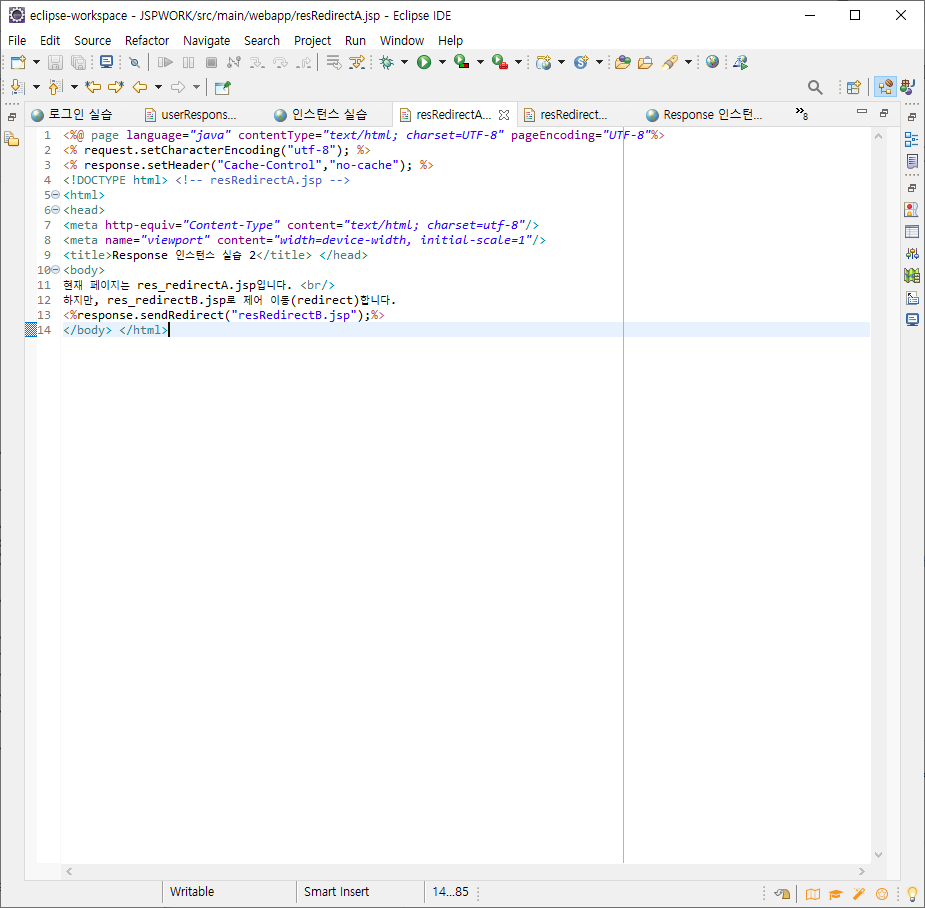 eclipse-workspace - JSPWORK/src/main/webapp/resRedirectA.jsp - Eclipse IDE
File Edit Source Refactor Navigate Search Project Run Window Help
로그인 실습 userRespons... 인스턴스 실습 resRedirectA... resRedirect... Response 인스턴... »8
1 <%@ page language="java" contentType="text/html; charset=UTF-8" pageEncoding="UTF-8"%>
2 <% request.setCharacterEncoding("utf-8"); %>
3 <% response.setHeader("Cache-Control","no-cache"); %>
4 <!DOCTYPE html> <!-- resRedirectA.jsp -->
5 <html>
6 <head>
7 <meta http-equiv="Content-Type" content="text/html; charset=utf-8"/>
8 <meta name="viewport" content="width=device-width, initial-scale=1"/>
9 <title>Response 인스턴스 실습 2</title> </head>
10 <body>
11 현재 페이지는 res_redirectA.jsp입니다. <br/>
12 하지만, res_redirectB.jsp로 제어 이동(redirect)합니다.
13 <%response.sendRedirect("resRedirectB.jsp");%>
14 </body> </html>
Writable Smart Insert 14...85